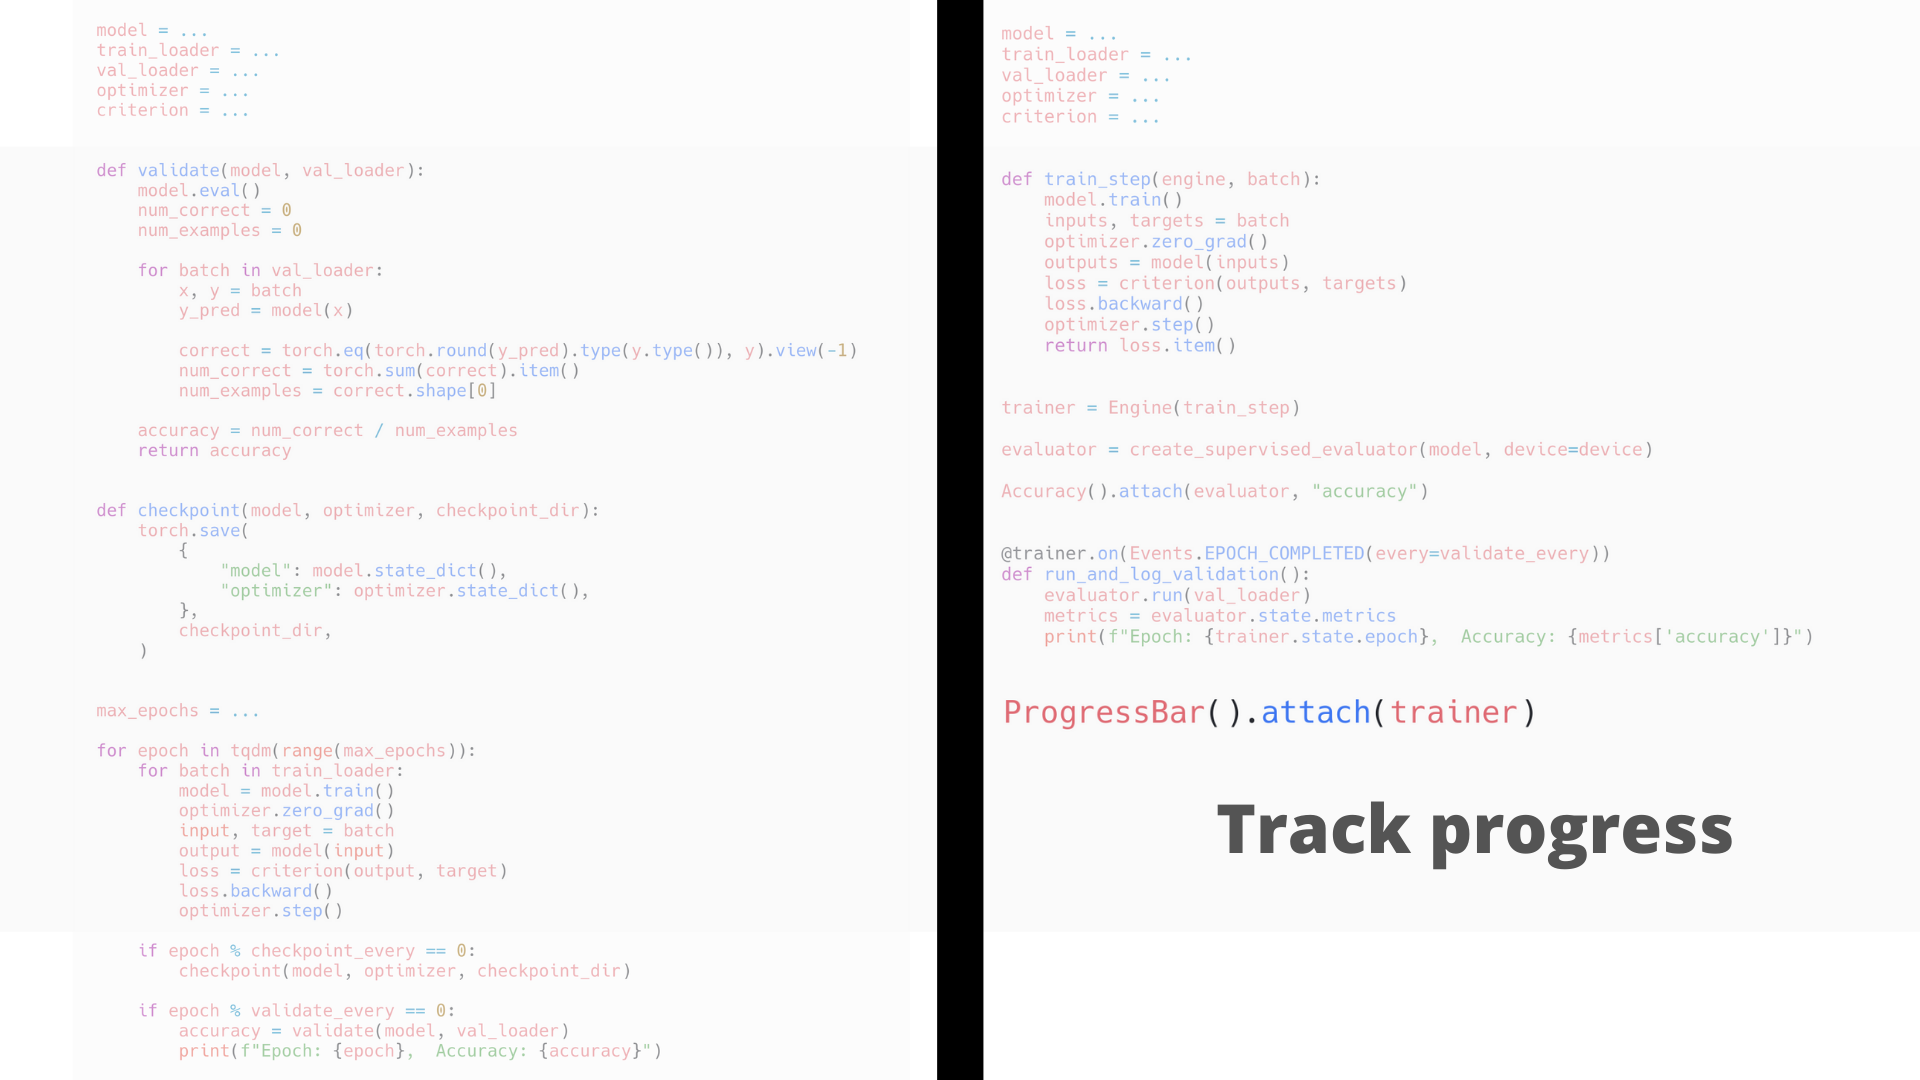 model = ...
train_loader = ...
val_loader = ...
optimizer = ...
criterion = ...
def validate(model, val_loader):
    model.eval()
    num_correct = 0
    num_examples = 0
    for batch in val_loader:
        x, y = batch
        y_pred = model(x)
        correct = torch.eq(torch.round(y_pred).type(y.type()), y).view(-1)
        num_correct = torch.sum(correct).item()
        num_examples = correct.shape[0]
    accuracy = num_correct / num_examples
    return accuracy
def checkpoint(model, optimizer, checkpoint_dir):
    torch.save(
        {
            "model": model.state_dict(),
            "optimizer": optimizer.state_dict(),
        },
        checkpoint_dir,
    )
max_epochs = ...
for epoch in tqdm(range(max_epochs)):
    for batch in train_loader:
        model = model.train()
        optimizer.zero_grad()
        input, target = batch
        output = model(input)
        loss = criterion(output, target)
        loss.backward()
        optimizer.step()
    if epoch % checkpoint_every == 0:
        checkpoint(model, optimizer, checkpoint_dir)
    if epoch % validate_every == 0:
        accuracy = validate(model, val_loader)
        print(f"Epoch: {epoch},  Accuracy: {accuracy}")
model = ...
train_loader = ...
val_loader = ...
optimizer = ...
criterion = ...
def train_step(engine, batch):
    model.train()
    inputs, targets = batch
    optimizer.zero_grad()
    outputs = model(inputs)
    loss = criterion(outputs, targets)
    loss.backward()
    optimizer.step()
    return loss.item()
trainer = Engine(train_step)
evaluator = create_supervised_evaluator(model, device=device)
Accuracy().attach(evaluator, "accuracy")
@trainer.on(Events.EPOCH_COMPLETED(every=validate_every))
def run_and_log_validation():
    evaluator.run(val_loader)
    metrics = evaluator.state.metrics
    print(f"Epoch: {trainer.state.epoch},  Accuracy: {metrics['accuracy']}")
ProgressBar().attach(trainer)
Track progress